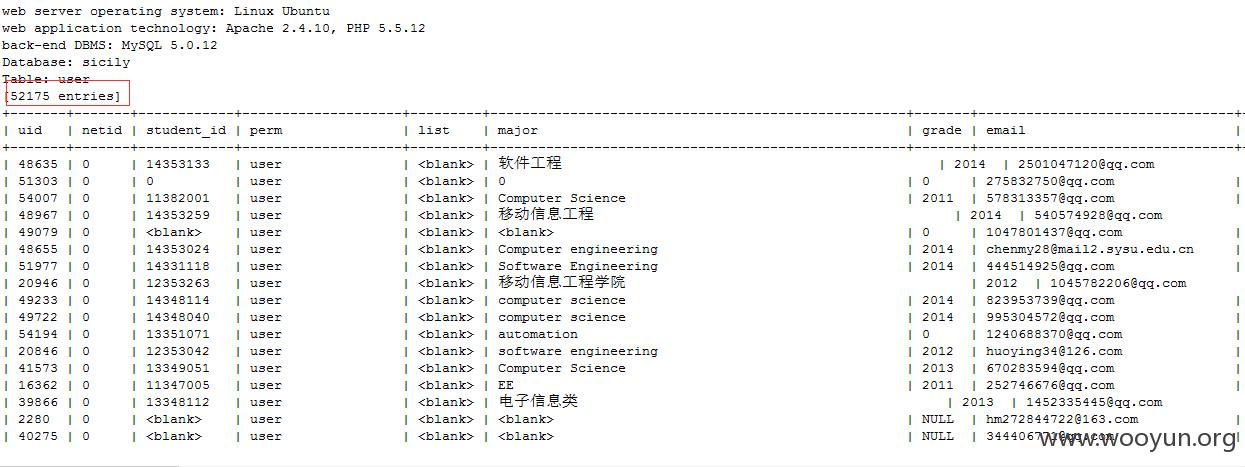 web server operating system: Linux Ubuntu
web application technology: Apache 2.4.10, PHP 5.5.12
back-end DBMS: MySQL 5.0.12
Database: sicily
Table: user
[52175 entries]
| uid | netid | student_id | perm | list | major | grade | email |
| 48635 | 0 | 14353133 | user | <blank> | 软件工程 | 2014 | 2501047120@qq.com
| 51303 | 0 | 0 | user | <blank> | 0 | 0 | 275832750@qq.com |
| 54007 | 0 | 11382001 | user | <blank> | Computer Science | 2011 | 578313357@qq.com |
| 48967 | 0 | 14353259 | user | <blank> | 移动信息工程 | 2014 | 540574928@qq.com
| 49079 | 0 | <blank> | user | <blank> | <blank> | 0 | 1047801437@qq.com |
| 48655 | 0 | 14353024 | user | <blank> | Computer engineering | 2014 | chenmy28@mail2.sysu.edu.cn |
| 51977 | 0 | 14331118 | user | <blank> | Software Engineering | 2014 | 444514925@qq.com |
| 20946 | 0 | 12353263 | user | <blank> | 移动信息工程学院 | 2012 | 1045782206@qq.com
| 49233 | 0 | 14348114 | user | <blank> | computer science | 2014 | 823953739@qq.com |
| 49722 | 0 | 14348040 | user | <blank> | computer science | 2014 | 995304572@qq.com |
| 54194 | 0 | 13351071 | user | <blank> | automation | 0 | 1240688370@qq.com |
| 20846 | 0 | 12353042 | user | <blank> | software engineering | 2012 | huoying34@126.com |
| 41573 | 0 | 13349051 | user | <blank> | Computer Science | 2013 | 670283594@qq.com |
| 16362 | 0 | 11347005 | user | <blank> | EE | 2011 | 252746676@qq.com |
| 39866 | 0 | 13348112 | user | <blank> | 电子信息类 | 2013 | 1452335445@qq.com
| 2280 | 0 | <blank> | user | <blank> | <blank> | NULL | hm272844722@163.com |
| 40275 | 0 | <blank> | user | <blank> | <blank> | NULL | 344406771@qq.com |
www.wooyun.org